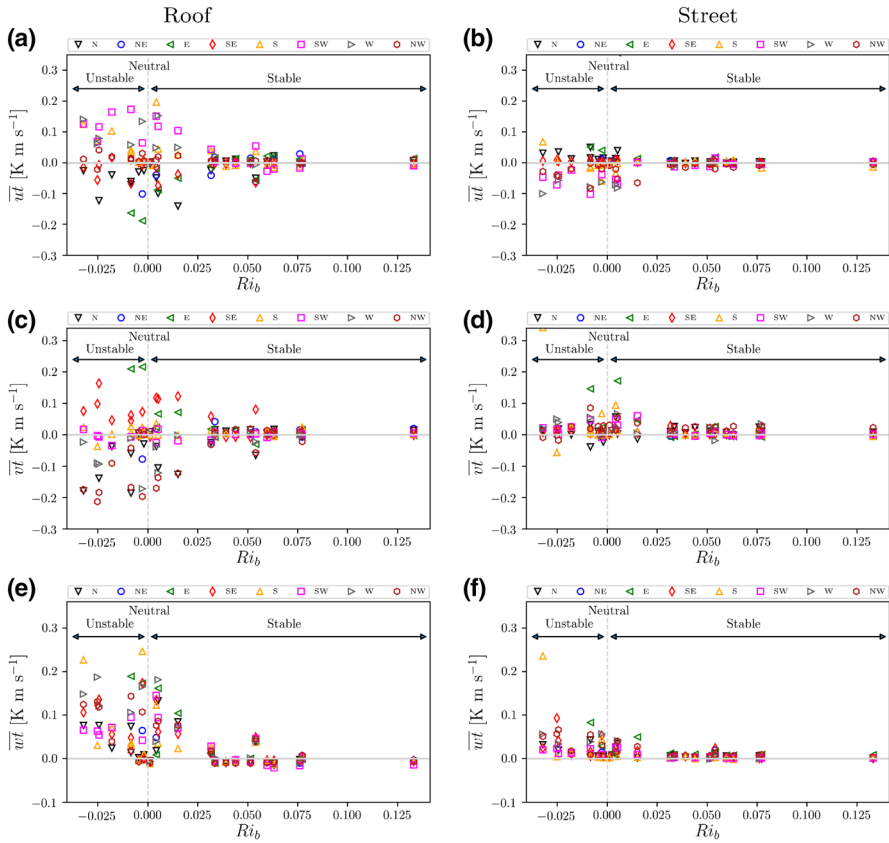 Roof
Street
(a)
N NE E SE S SW W NW
Neutral
Unstable
Stable
0.3
0.2
0.1
0.0
−0.1
−0.2
−0.3
ut [K m s⁻¹]
−0.025 0.000 0.025 0.050 0.075 0.100 0.125
Ri_b
(b)
N NE E SE S SW W NW
Neutral
Unstable
Stable
0.3
0.2
0.1
0.0
−0.1
−0.2
−0.3
ut [K m s⁻¹]
−0.025 0.000 0.025 0.050 0.075 0.100 0.125
Ri_b
(c)
N NE E SE S SW W NW
Neutral
Unstable
Stable
0.3
0.2
0.1
0.0
−0.1
−0.2
−0.3
vt [K m s⁻¹]
−0.025 0.000 0.025 0.050 0.075 0.100 0.125
Ri_b
(d)
N NE E SE S SW W NW
Neutral
Unstable
Stable
0.3
0.2
0.1
0.0
−0.1
−0.2
−0.3
vt [K m s⁻¹]
−0.025 0.000 0.025 0.050 0.075 0.100 0.125
Ri_b
(e)
N NE E SE S SW W NW
Neutral
Unstable
Stable
0.3
0.2
0.1
0.0
−0.1
wt [K m s⁻¹]
−0.025 0.000 0.025 0.050 0.075 0.100 0.125
Ri_b
(f)
N NE E SE S SW W NW
Neutral
Unstable
Stable
0.3
0.2
0.1
0.0
−0.1
wt [K m s⁻¹]
−0.025 0.000 0.025 0.050 0.075 0.100 0.125
Ri_b